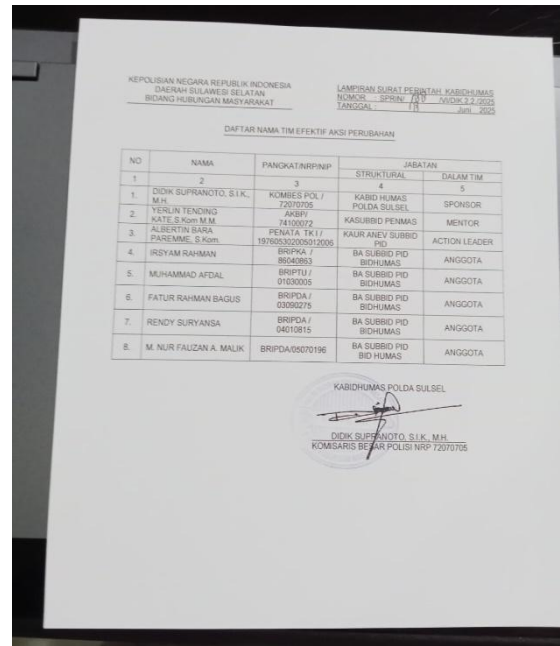 KEPOLISIAN NEGARA REPUBLIK INDONESIA
DAERAH SULAWESI SELATAN
BIDANG HUBUNGAN MASYARAKAT
LAMPIRAN SURAT PERINTAH KABIDHUMAS
NOMOR : SPRIN/ /VI/DIK.2.2./2025
TANGGAL : Juni 2025
DAFTAR NAMA TIM EFEKTIF AKSI PERUBAHAN
NO NAMA PANGKAT/NRP/NIP JABATAN
STRUKTURAL DALAM TIM
1 2 3 4 5
1. DIDIK SUPRANOTO, S.I.K., M.H. KOMBES POL / 72070705 KABID HUMAS POLDA SULSEL SPONSOR
2. YERLIN TENDING KATE,S.Kom M.M. AKBP/ 74100072 KASUBBID PENMAS MENTOR
3. ALBERTIN BARA PAREMME, S.Kom. PENATA TK I / 197605302005012006 KAUR ANEV SUBBID PID ACTION LEADER
4. IRSYAM RAHMAN BRIPKA / 86040863 BA SUBBID PID BIDHUMAS ANGGOTA
5. MUHAMMAD AFDAL BRIPTU / 01030005 BA SUBBID PID BIDHUMAS ANGGOTA
6. FATUR RAHMAN BAGUS BRIPDA / 03090275 BA SUBBID PID BIDHUMAS ANGGOTA
7. RENDY SURYANSA BRIPDA / 04010815 BA SUBBID PID BIDHUMAS ANGGOTA
8. M. NUR FAUZAN A. MALIK BRIPDA/05070196 BA SUBBID PID BID HUMAS ANGGOTA
KABIDHUMAS POLDA SULSEL
DIDIK SUPRANOTO, S.I.K., M.H.
KOMISARIS BESAR POLISI NRP 72070705